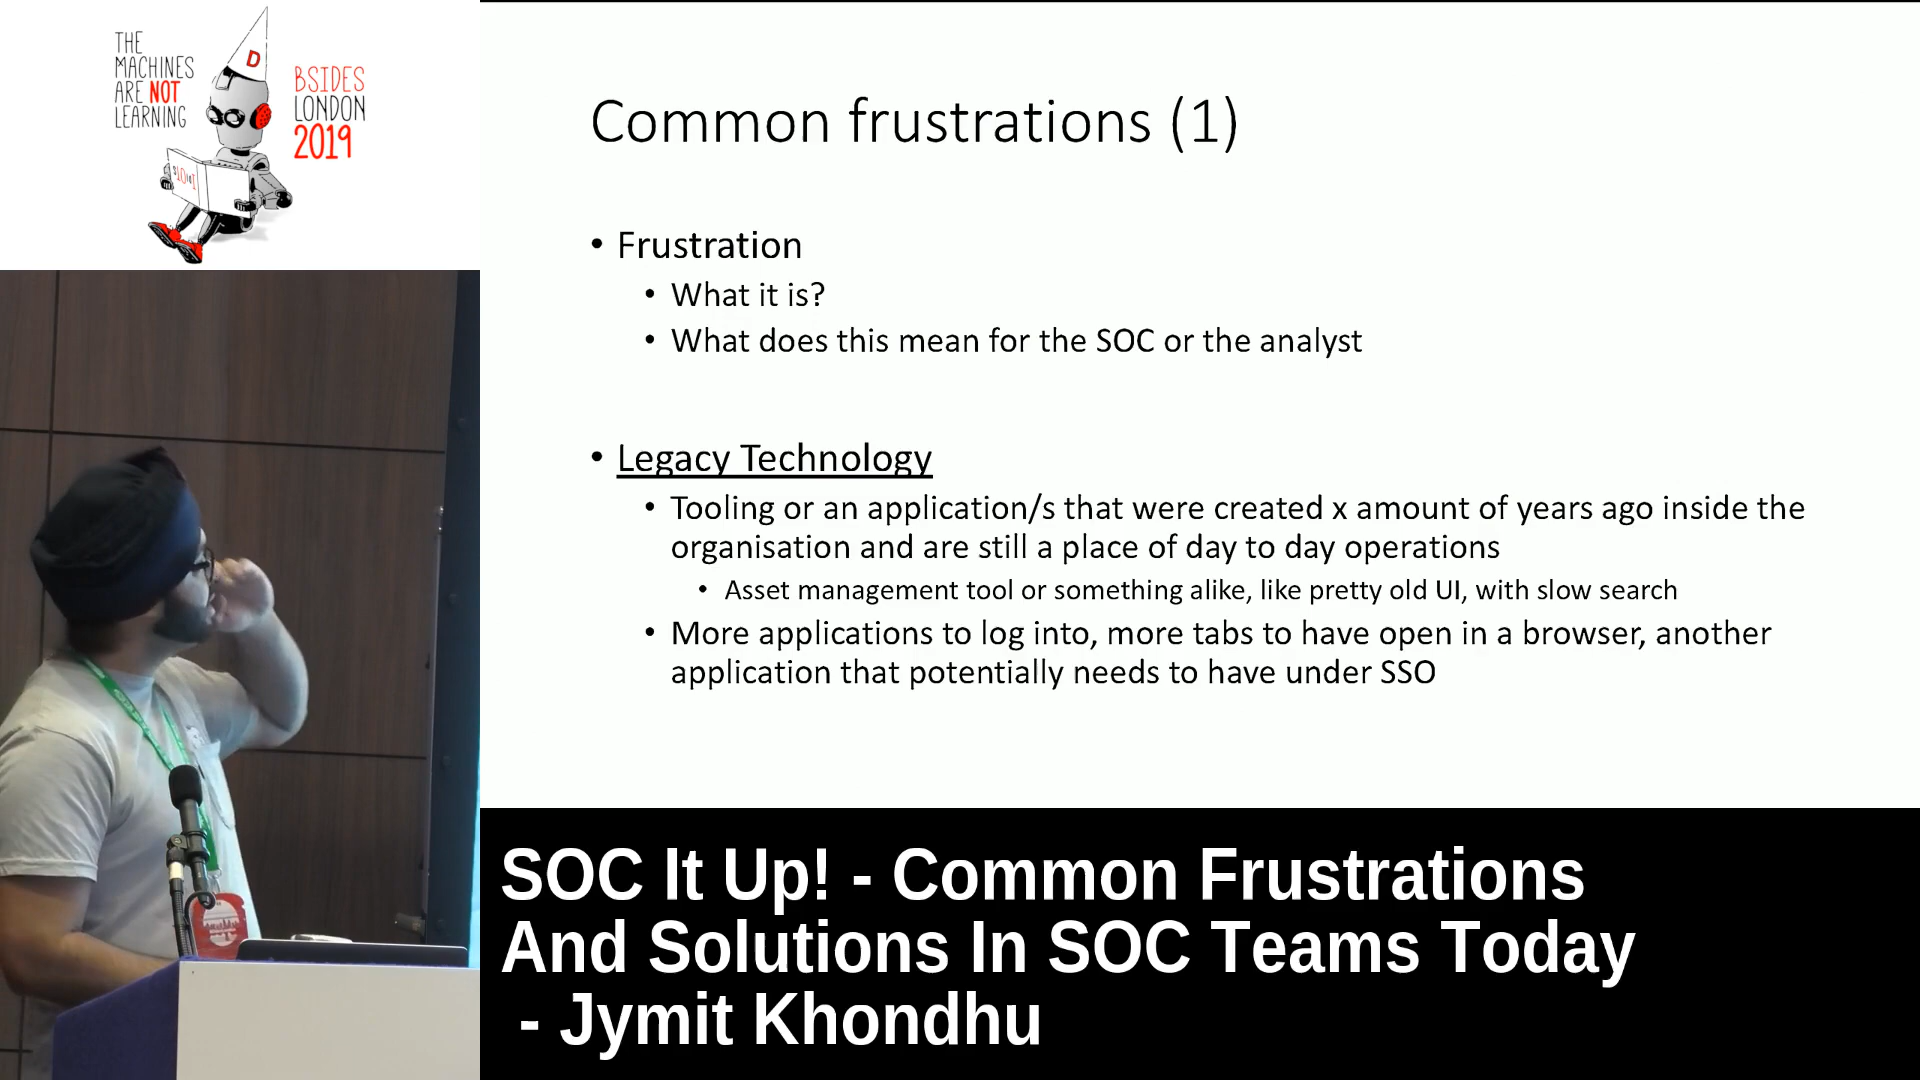 THE
MACHINES
ARE NOT
LEARNING
D
BSIDES
LONDON
2019
Common frustrations (1)
• Frustration
• What it is?
• What does this mean for the SOC or the analyst
• Legacy Technology
• Tooling or an application/s that were created x amount of years ago inside the
organisation and are still a place of day to day operations
• Asset management tool or something alike, like pretty old UI, with slow search
• More applications to log into, more tabs to have open in a browser, another
application that potentially needs to have under SSO
SOC It Up! - Common Frustrations
And Solutions In SOC Teams Today
- Jymit Khondhu